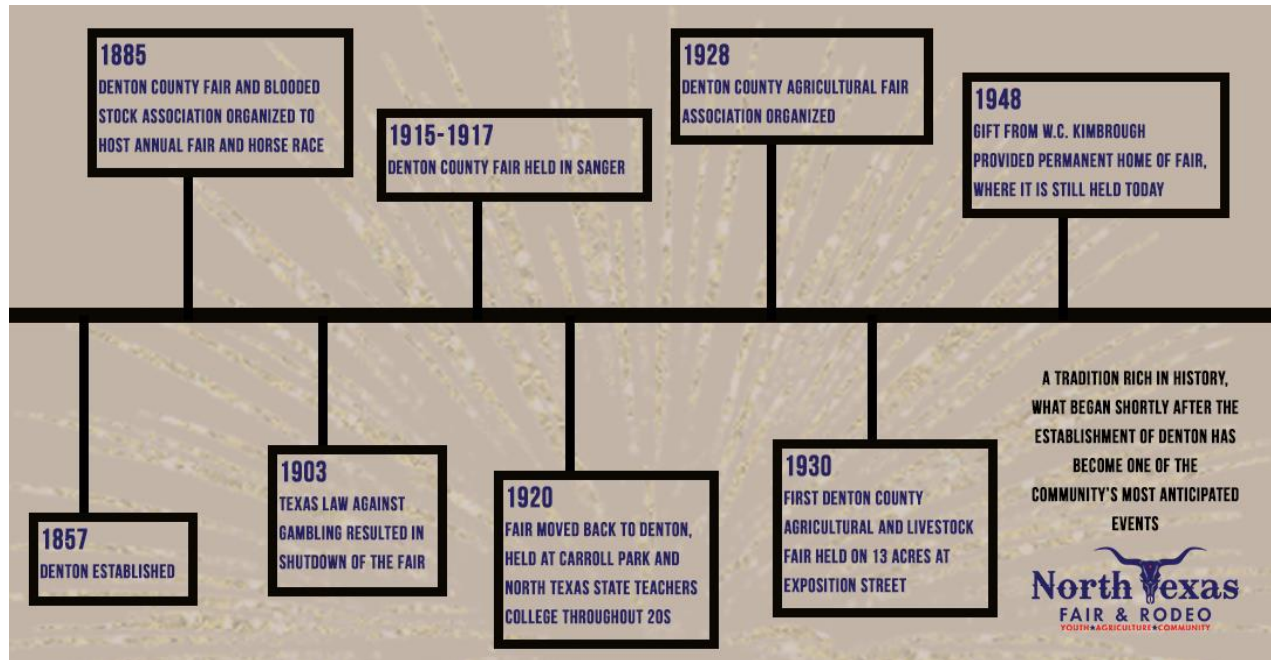 1885
DENTON COUNTY FAIR AND BLOODED
STOCK ASSOCIATION ORGANIZED TO
HOST ANNUAL FAIR AND HORSE RACE
1915-1917
DENTON COUNTY FAIR HELD IN SANGER
1928
DENTON COUNTY AGRICULTURAL FAIR
ASSOCIATION ORGANIZED
1948
GIFT FROM W.C. KIMBROUGH
PROVIDED PERMANENT HOME OF FAIR,
WHERE IT IS STILL HELD TODAY
1857
DENTON ESTABLISHED
1903
TEXAS LAW AGAINST
GAMBLING RESULTED IN
SHUTDOWN OF THE FAIR
1920
FAIR MOVED BACK TO DENTON,
HELD AT CARROLL PARK AND
NORTH TEXAS STATE TEACHERS
COLLEGE THROUGHOUT 20S
1930
FIRST DENTON COUNTY
AGRICULTURAL AND LIVESTOCK
FAIR HELD ON 13 ACRES AT
EXPOSITION STREET
A TRADITION RICH IN HISTORY,
WHAT BEGAN SHORTLY AFTER THE
ESTABLISHMENT OF DENTON HAS
BECOME ONE OF THE
COMMUNITY'S MOST ANTICIPATED
EVENTS
North Texas
FAIR & RODEO
YOUTH★AGRICULTURE★COMMUNITY